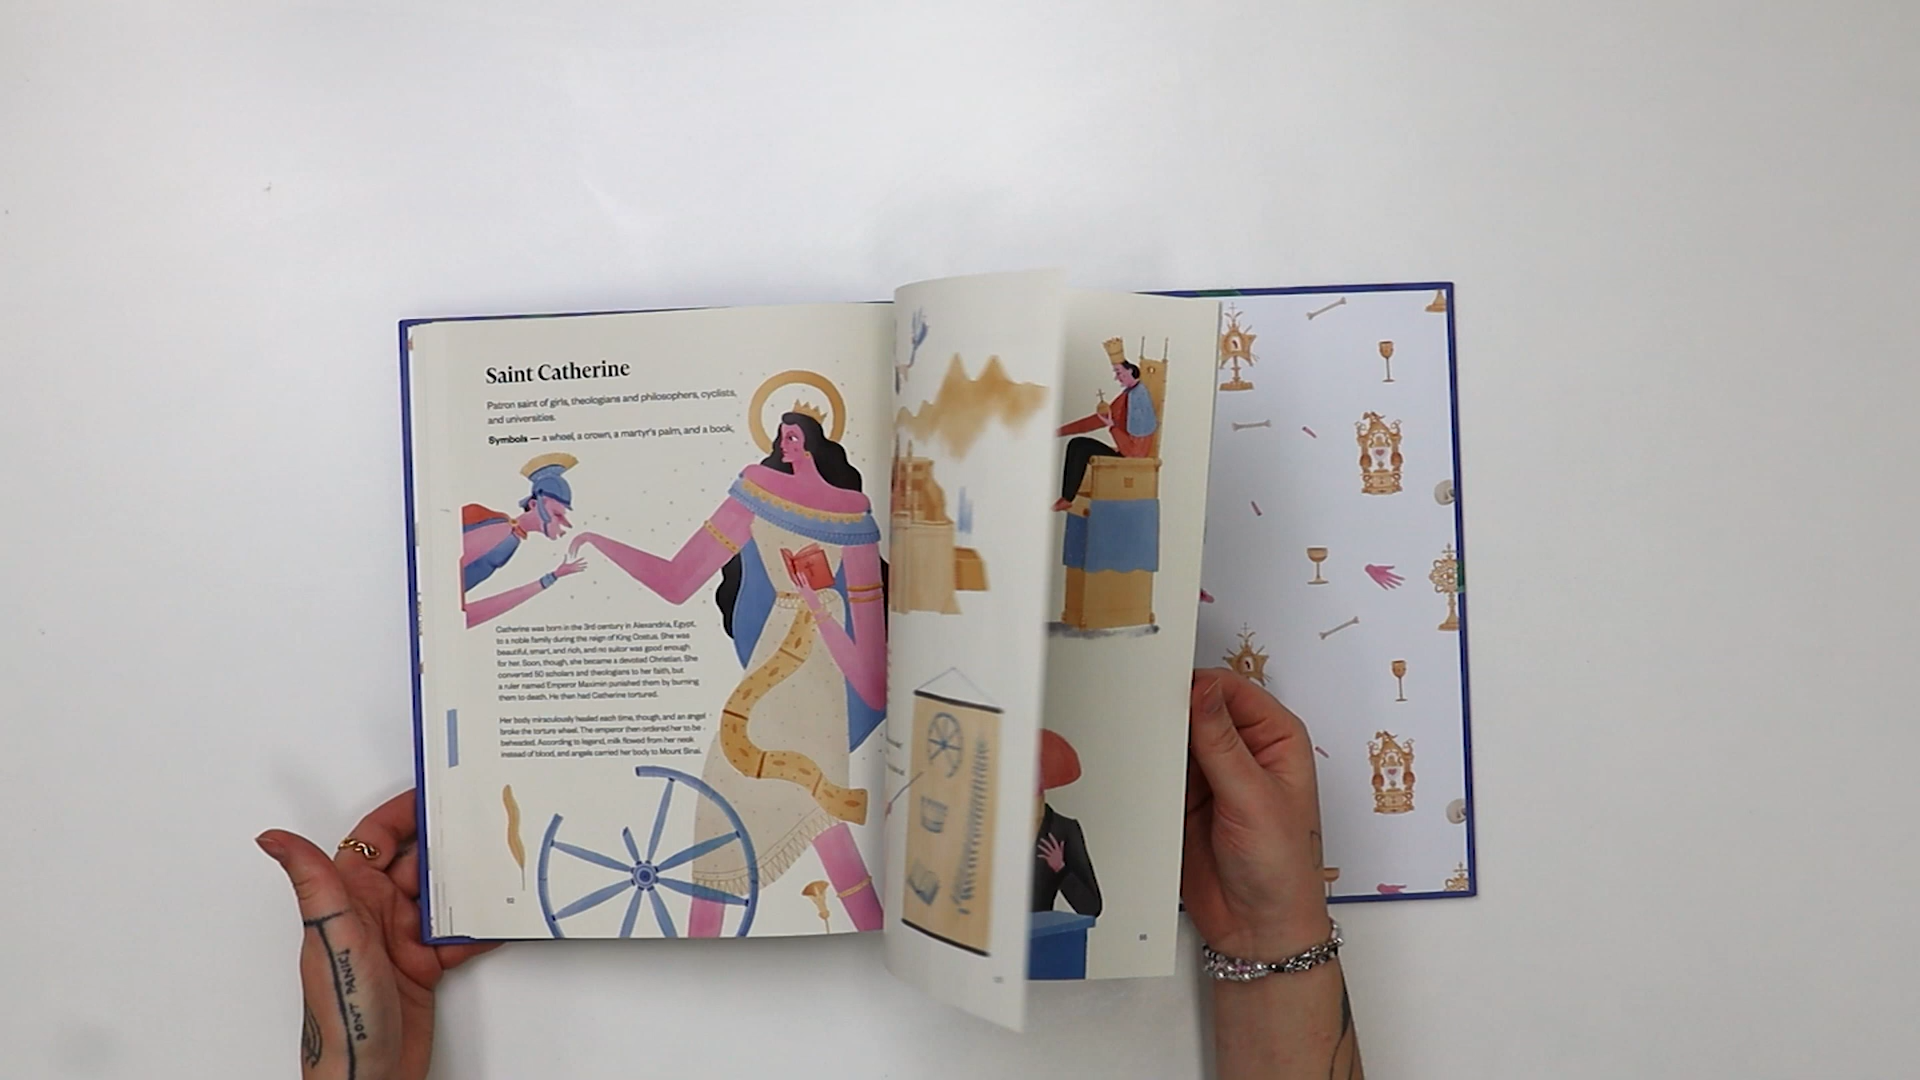 Saint Catherine
Patron saint of girls, theologians and philosophers, cyclists,
and universities.
Symbols — a wheel, a crown, a martyr's palm, and a book,
Catherine was born in the 3rd century in Alexandria, Egypt,
to a noble family during the reign of King Costus. She was
beautiful, smart, and rich, and no suitor was good enough
for her. Soon, though, she became a devoted Christian. She
converted 50 scholars and theologians to her faith, but
a ruler named Emperor Maximin punished them by burning
them to death. He then had Catherine tortured.
Her body miraculously healed each time, though, and an angel
broke the torture wheel. The emperor then ordered her to be
beheaded. According to legend, milk flowed from her neck
instead of blood, and angels carried her body to Mount Sinai.
DON'T PANIC!